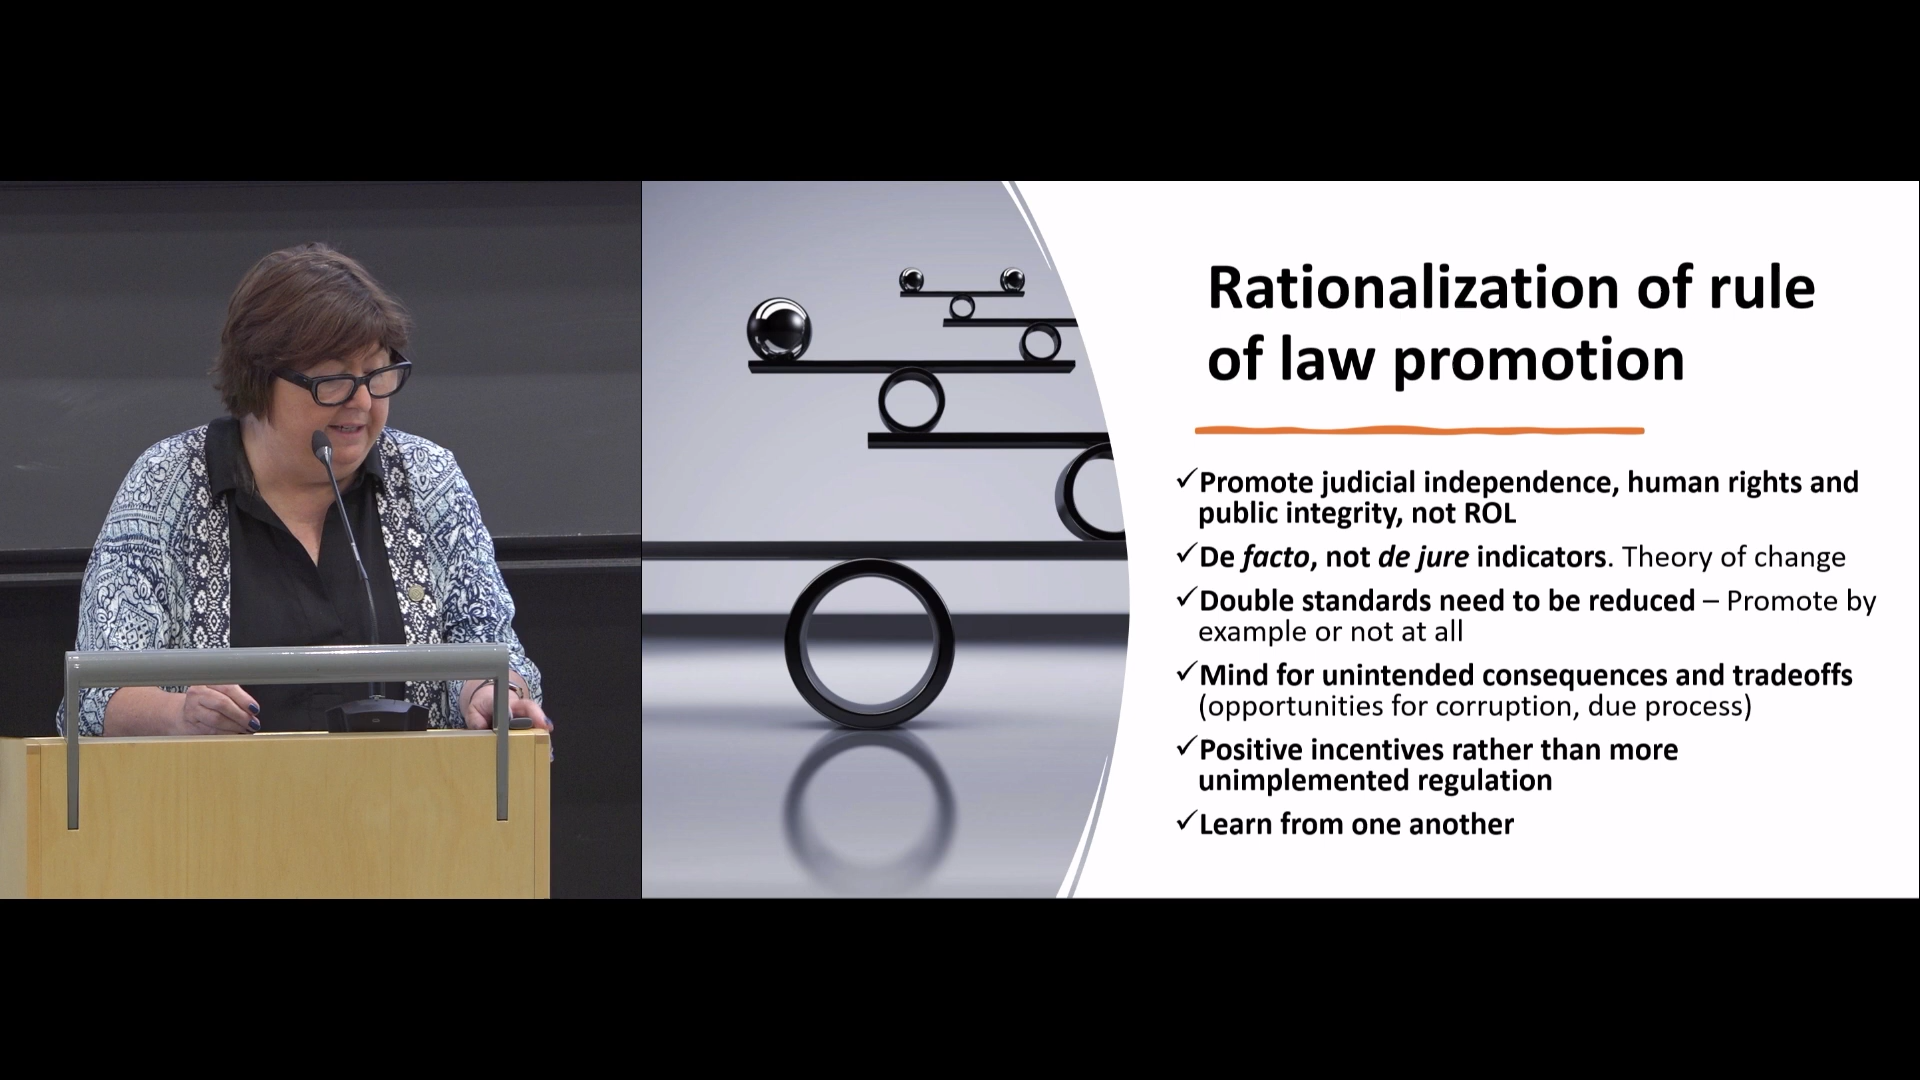 Rationalization of rule
of law promotion
✓Promote judicial independence, human rights and
public integrity, not ROL
✓De facto, not de jure indicators. Theory of change
✓Double standards need to be reduced – Promote by
example or not at all
✓Mind for unintended consequences and tradeoffs
(opportunities for corruption, due process)
✓Positive incentives rather than more
unimplemented regulation
✓Learn from one another